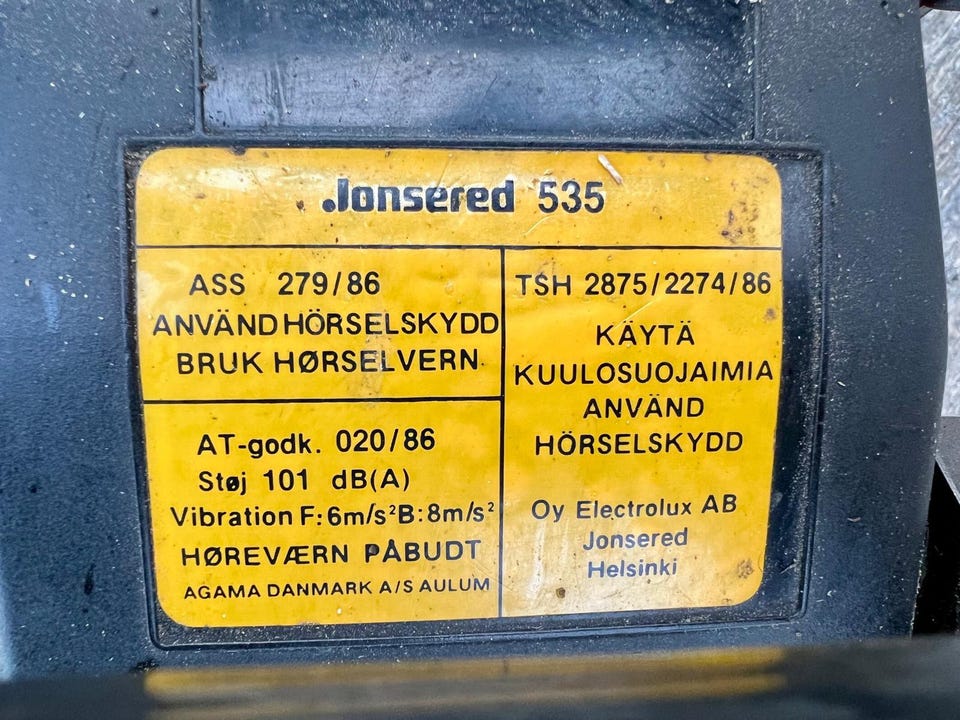 Jonsered 535
ASS 279/86
ANVÄND HÖRSELSKYDD
BRUK HØRSELVERN
AT-godk. 020/86
Støj 101 dB(A)
Vibration F: 6m/s² B: 8m/s²
HØREVÆRN PÅBUDT
AGAMA DANMARK A/S AULUM
TSH 2875/2274/86
KÄYTÄ
KUULOSUOJAIMIA
ANVÄND
HÖRSELSKYDD
Oy Electrolux AB
Jonsered
Helsinki